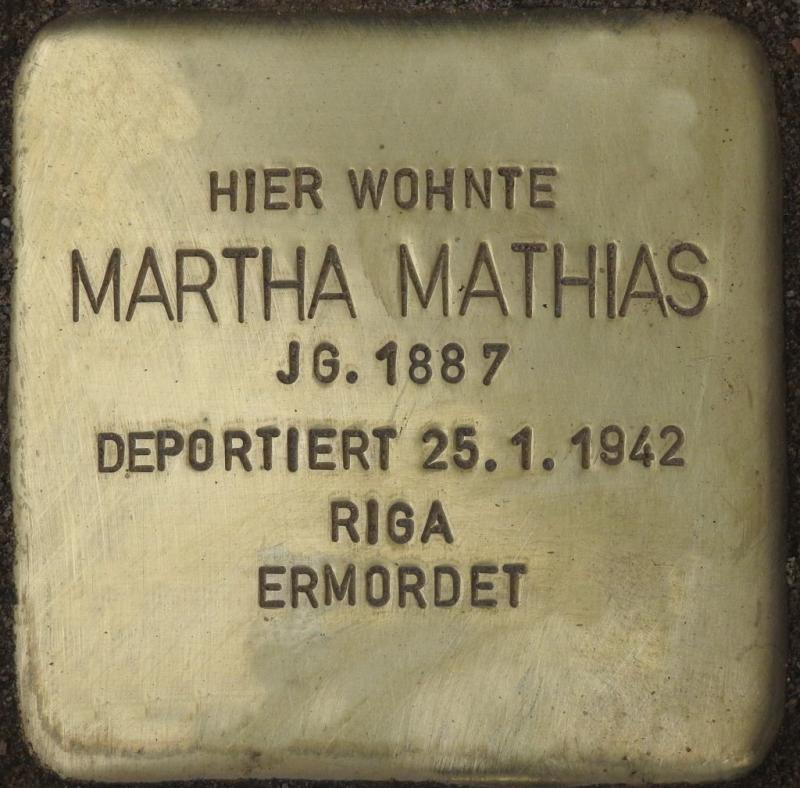 HIER WOHNTE
MARTHA MATHIAS
JG. 1887
DEPORTIERT 25.1.1942
RIGA
ERMORDET